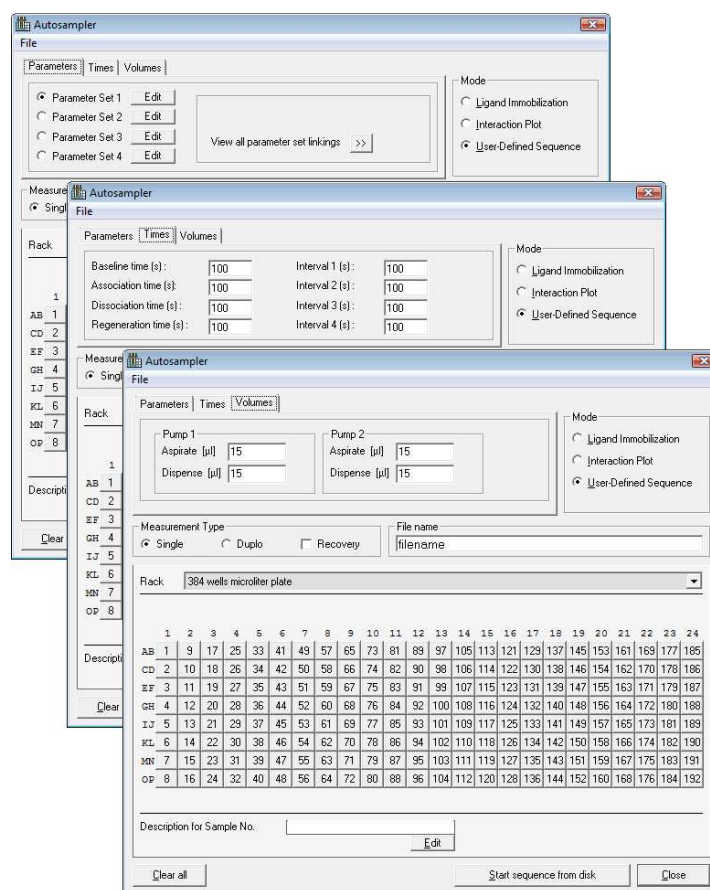 Autosampler
File
Parameters Times Volumes
Parameter Set 1 Edit
Parameter Set 2 Edit
Parameter Set 3 Edit
Parameter Set 4 Edit
View all parameter set linkings >>
Mode
Ligand Immobilization
Interaction Plot
User-Defined Sequence
Measure
Singl
Rack
1
AB 1
CD 2
EF 3
GH 4
IJ 5
KL 6
MN 7
OP 8
Descripti
Clear
Autosampler
File
Parameters Times Volumes
Baseline time (s) : 100 Interval 1 (s) : 100
Association time (s): 100 Interval 2 (s) : 100
Dissociation time (s) : 100 Interval 3 (s) : 100
Regeneration time (s) : 100 Interval 4 (s) : 100
Mode
Ligand Immobilization
Interaction Plot
User-Defined Sequence
Measure
Singl
Rack
1
AB 1
CD 2
EF 3
GH 4
IJ 5
KL 6
MN 7
OP 8
Descripti
Clear
Autosampler
File
Parameters Times Volumes
Pump 1 Pump 2
Aspirate [µl] 15 Aspirate [µl] 15
Dispense [µl] 15 Dispense [µl] 15
Mode
Ligand Immobilization
Interaction Plot
User-Defined Sequence
Measurement Type File name
Single Duplo Recovery filename
Rack 384 wells microliter plate
1 2 3 4 5 6 7 8 9 10 11 12 13 14 15 16 17 18 19 20 21 22 23 24
AB 1 9 17 25 33 41 49 57 65 73 81 89 97 105 113 121 129 137 145 153 161 169 177 185
CD 2 10 18 26 34 42 50 58 66 74 82 90 98 106 114 122 130 138 146 154 162 170 178 186
EF 3 11 19 27 35 43 51 59 67 75 83 91 99 107 115 123 131 139 147 155 163 171 179 187
GH 4 12 20 28 36 44 52 60 68 76 84 92 100 108 116 124 132 140 148 156 164 172 180 188
IJ 5 13 21 29 37 45 53 61 69 77 85 93 101 109 117 125 133 141 149 157 165 173 181 189
KL 6 14 22 30 38 46 54 62 70 78 86 94 102 110 118 126 134 142 150 158 166 174 182 190
MN 7 15 23 31 39 47 55 63 71 79 87 95 103 111 119 127 135 143 151 159 167 175 183 191
OP 8 16 24 32 40 48 56 64 72 80 88 96 104 112 120 128 136 144 152 160 168 176 184 192
Description for Sample No.
Edit
Clear all Start sequence from disk Close